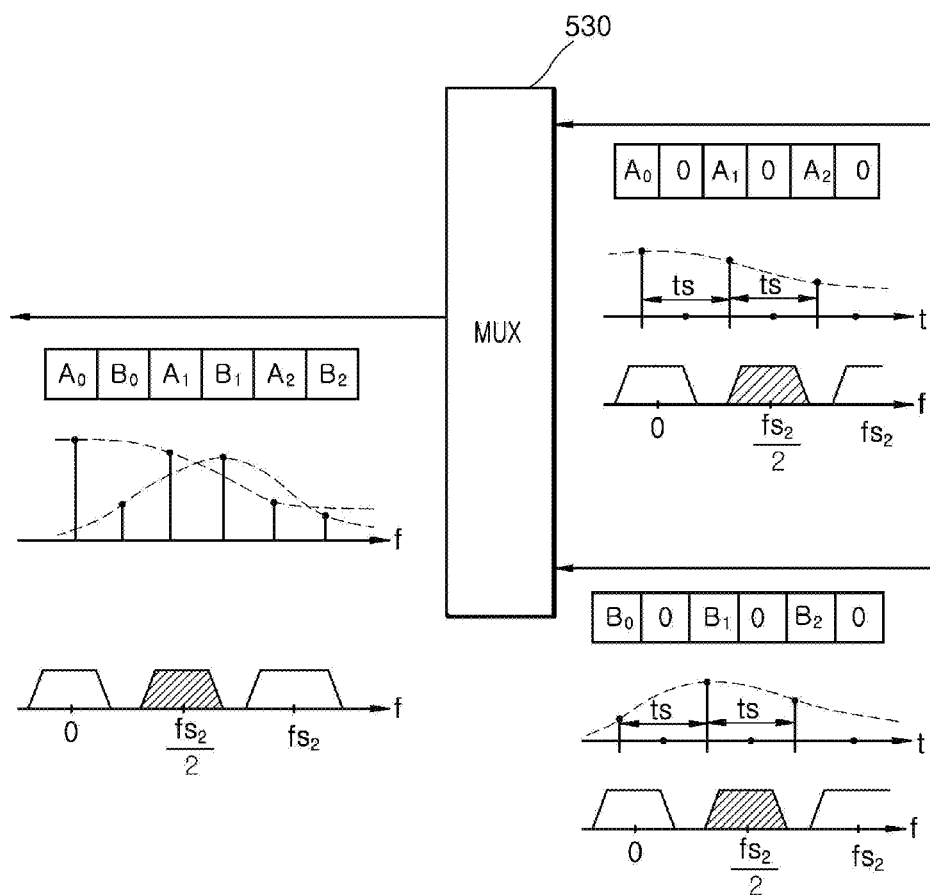 530
MUX
A₀ 0 A₁ 0 A₂ 0
ts ts
t
f
0 fs₂/2 fs₂
A₀ B₀ A₁ B₁ A₂ B₂
f
f
0 fs₂/2 fs₂
B₀ 0 B₁ 0 B₂ 0
ts ts
t
f
0 fs₂/2 fs₂